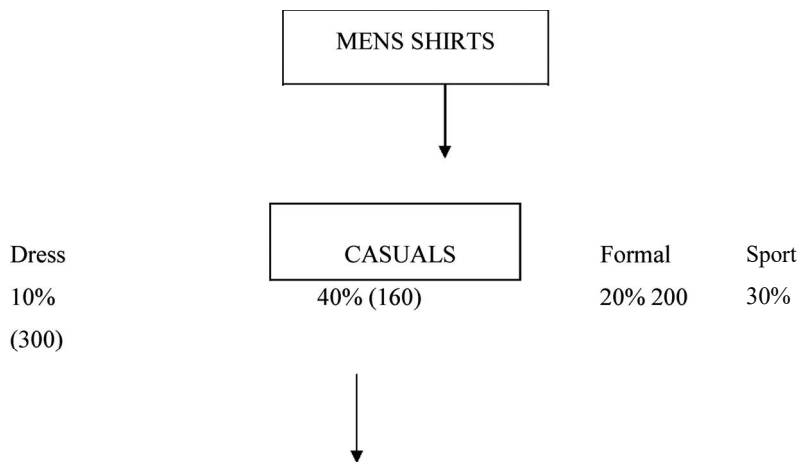 MENS SHIRTS
Dress CASUALS Formal Sport
10% 40% (160) 20% 200 30%
(300)